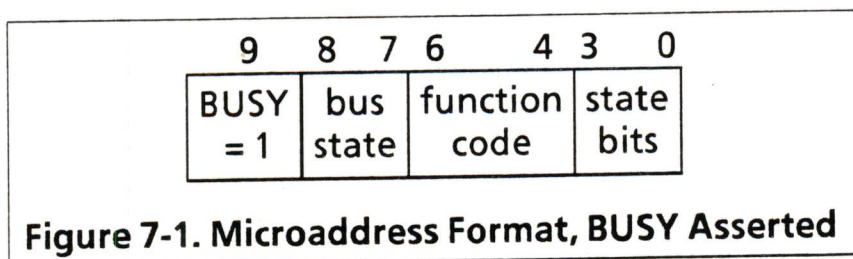 9 8 7 6 4 3 0
BUSY bus function state
= 1 state code bits
Figure 7-1. Microaddress Format, BUSY Asserted